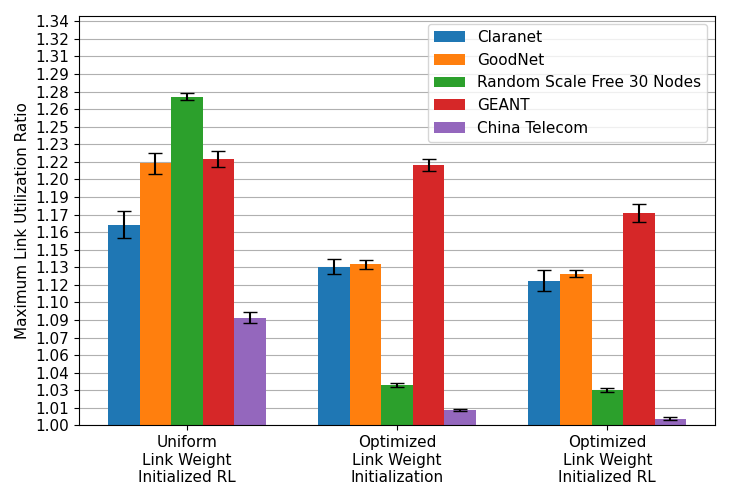 Maximum Link Utilization Ratio
1.34
1.32
1.31
1.29
1.28
1.26
1.25
1.23
1.22
1.20
1.19
1.17
1.16
1.15
1.13
1.12
1.10
1.09
1.07
1.06
1.04
1.03
1.01
1.00
Claranet
GoodNet
Random Scale Free 30 Nodes
GEANT
China Telecom
Uniform
Link Weight
Initialized RL
Optimized
Link Weight
Initialization
Optimized
Link Weight
Initialized RL